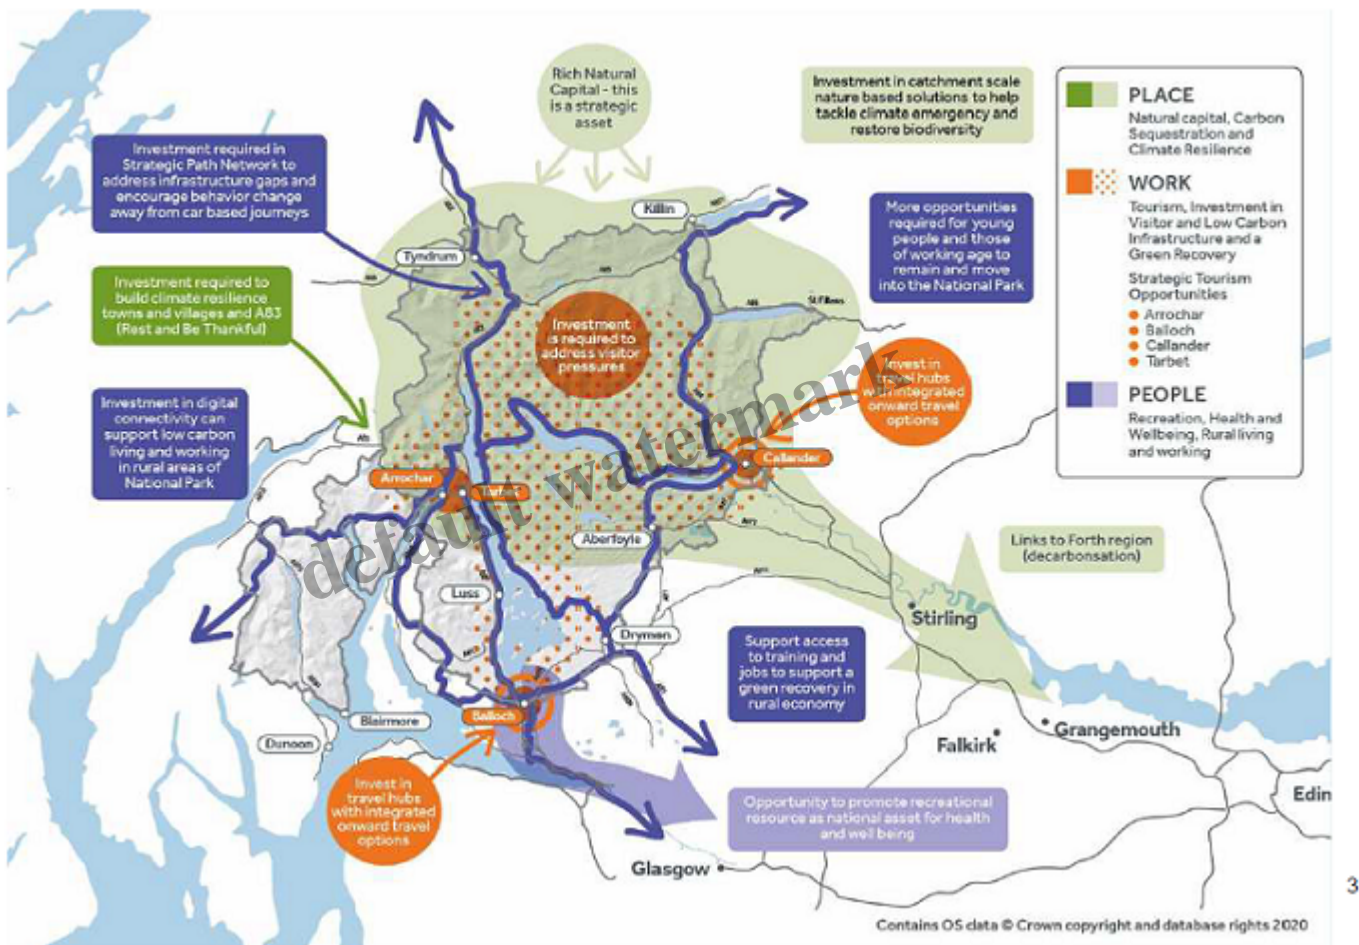 Rich Natural
Capital - this
is a strategic
asset
Investment in catchment scale
nature based solutions to help
tackle climate emergency and
restore biodiversity
PLACE
Natural capital, Carbon
Sequestration and
Climate Resilience
WORK
Tourism, Investment in
Visitor and Low Carbon
Infrastructure and a
Green Recovery
Strategic Tourism
Opportunities
Arrochar
Balloch
Callander
Tarbet
PEOPLE
Recreation, Health and
Wellbeing, Rural living
and working
Investment required in
Strategic Path Network to
address infrastructure gaps and
encourage behavior change
away from car based journeys
More opportunities
required for young
people and those
of working age to
remain and move
into the National Park
Killin
Tyndrum
St Fillans
Investment required to
build climate resilience
towns and villages and A83
(Rest and Be Thankful)
Investment
is required to
address visitor
pressures
Invest in
travel hubs
with integrated
onward travel
options
Investment in digital
connectivity can
support low carbon
living and working
in rural areas of
National Park
Callander
Arrochar
Tarbet
default watermark
Aberfoyle
Links to Forth region
(decarbonsation)
Luss
Stirling
Drymen
Support access
to training and
jobs to support a
green recovery in
rural economy
Balloch
Blairmore
Dunoon
Grangemouth
Falkirk
Edin
Invest in
travel hubs
with integrated
onward travel
options
Opportunity to promote recreational
resource as national asset for health
and well being
Glasgow
3
Contains OS data © Crown copyright and database rights 2020